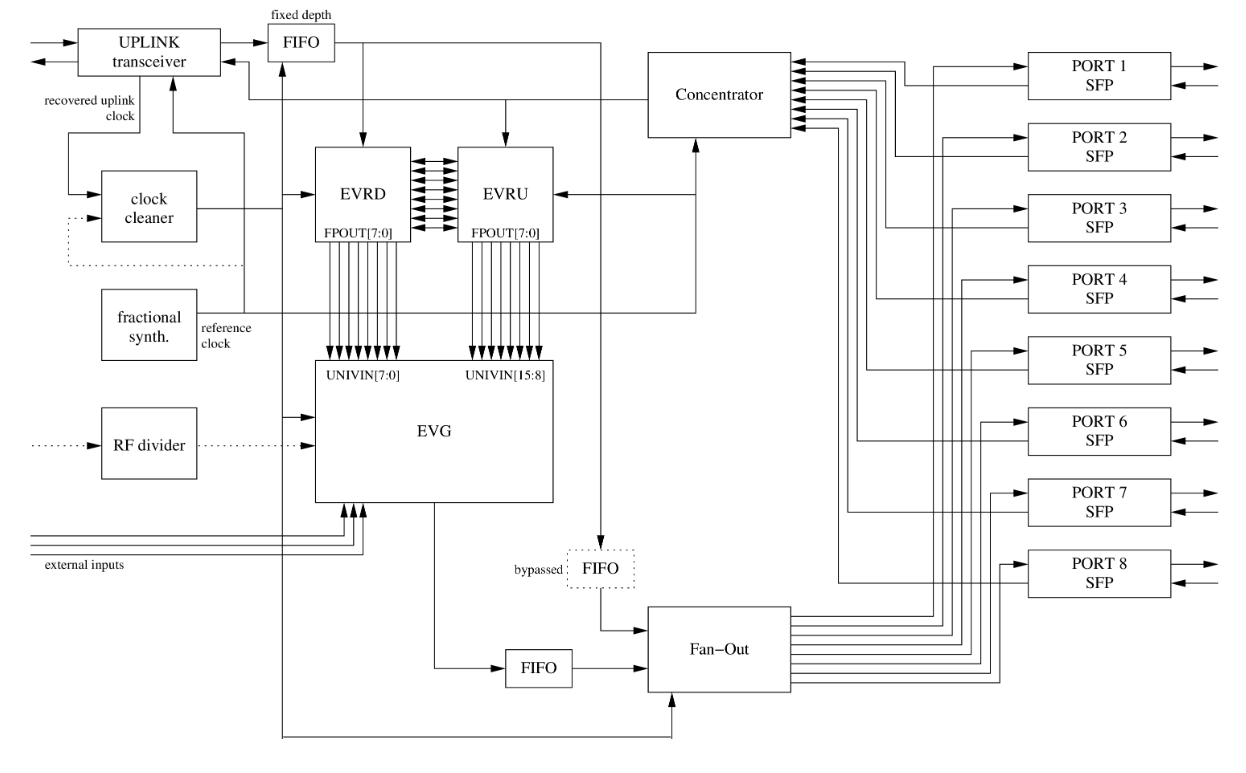 fixed depth
UPLINK
transceiver
FIFO
recovered uplink
clock
Concentrator
PORT 1
SFP
PORT 2
SFP
clock
cleaner
EVRD
FPOUT[7:0]
EVRU
FPOUT[7:0]
PORT 3
SFP
PORT 4
SFP
fractional
synth.
reference
clock
PORT 5
SFP
UNIVIN[7:0]
UNIVIN[15:8]
EVG
RF divider
PORT 6
SFP
PORT 7
SFP
external inputs
bypassed
FIFO
PORT 8
SFP
Fan−Out
FIFO